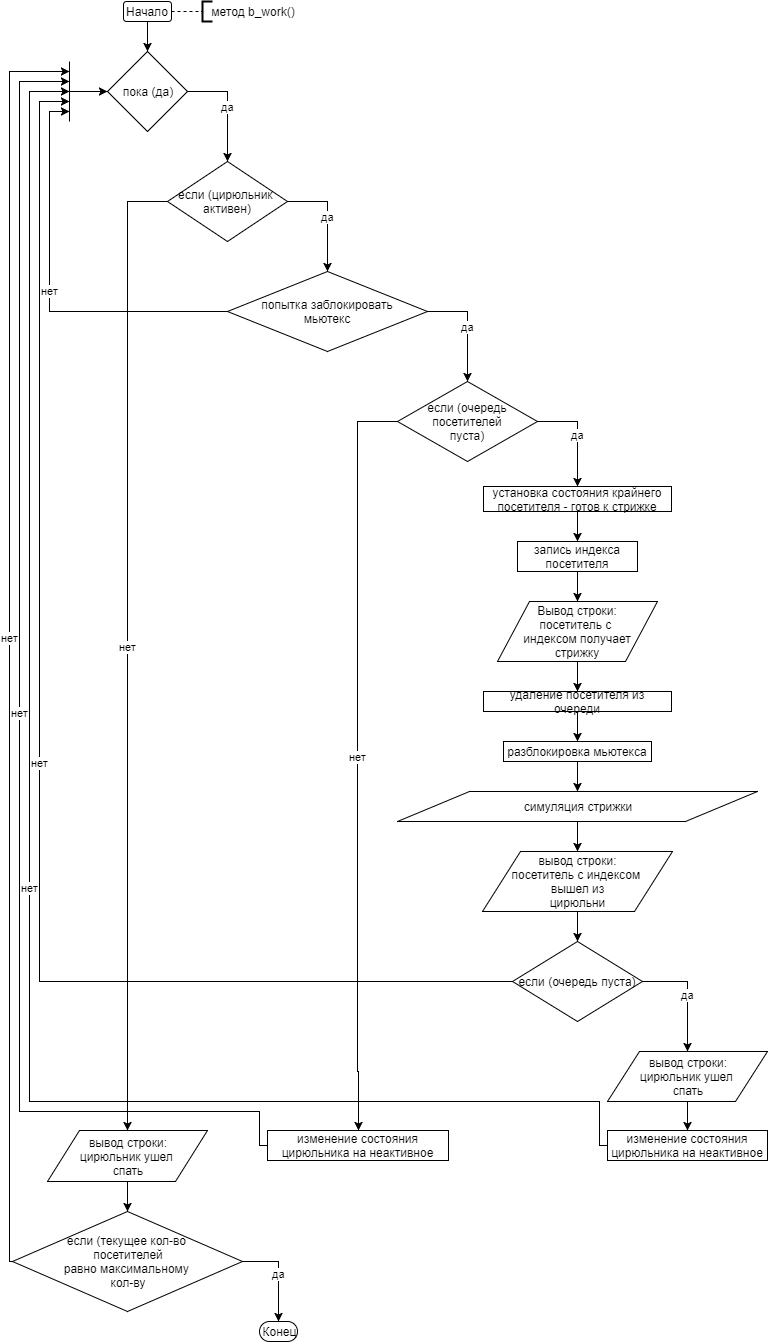 Начало
метод b_work()
пока (да)
да
если (цирюльник
активен)
да
нет
попытка заблокировать
мьютекс
да
если (очередь
посетителей
пуста)
да
установка состояния крайнего
посетителя - готов к стрижке
запись индекса
посетителя
Вывод строки:
посетитель с
индексом получает
стрижку
нет
нет
удаление посетителя из
очереди
нет
разблокировка мьютекса
нет
нет
симуляция стрижки
вывод строки:
посетитель с индексом
вышел из
цирюльни
нет
если (очередь пуста)
да
вывод строки:
цирюльник ушел
спать
вывод строки:
цирюльник ушел
спать
изменение состояния
цирюльника на неактивное
изменение состояния
цирюльника на неактивное
если (текущее кол-во
посетителей
равно максимальному
кол-ву
да
Конец